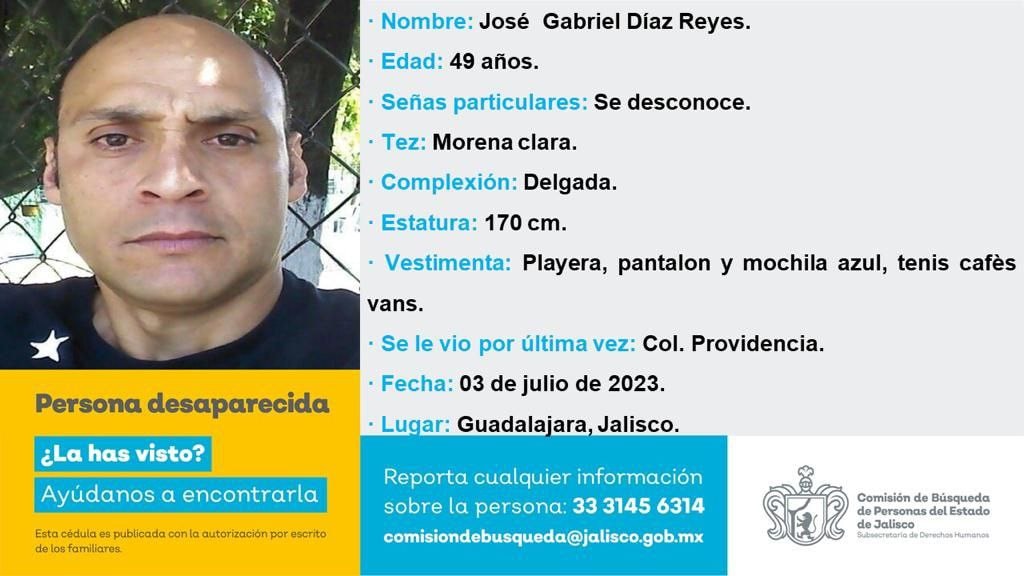 · Nombre: José Gabriel Díaz Reyes.
· Edad: 49 años.
· Señas particulares: Se desconoce.
· Tez: Morena clara.
· Complexión: Delgada.
· Estatura: 170 cm.
· Vestimenta: Playera, pantalon y mochila azul, tenis cafès
vans.
· Se le vio por última vez: Col. Providencia.
· Fecha: 03 de julio de 2023.
· Lugar: Guadalajara, Jalisco.
Persona desaparecida
¿La has visto?
Ayúdanos a encontrarla
Esta cédula es publicada con la autorización por escrito
de los familiares.
Reporta cualquier información
sobre la persona: 33 3145 6314
comisiondebusqueda@jalisco.gob.mx
Comisión de Búsqueda
de Personas del Estado
de Jalisco
Subsecretaría de Derechos Humanos